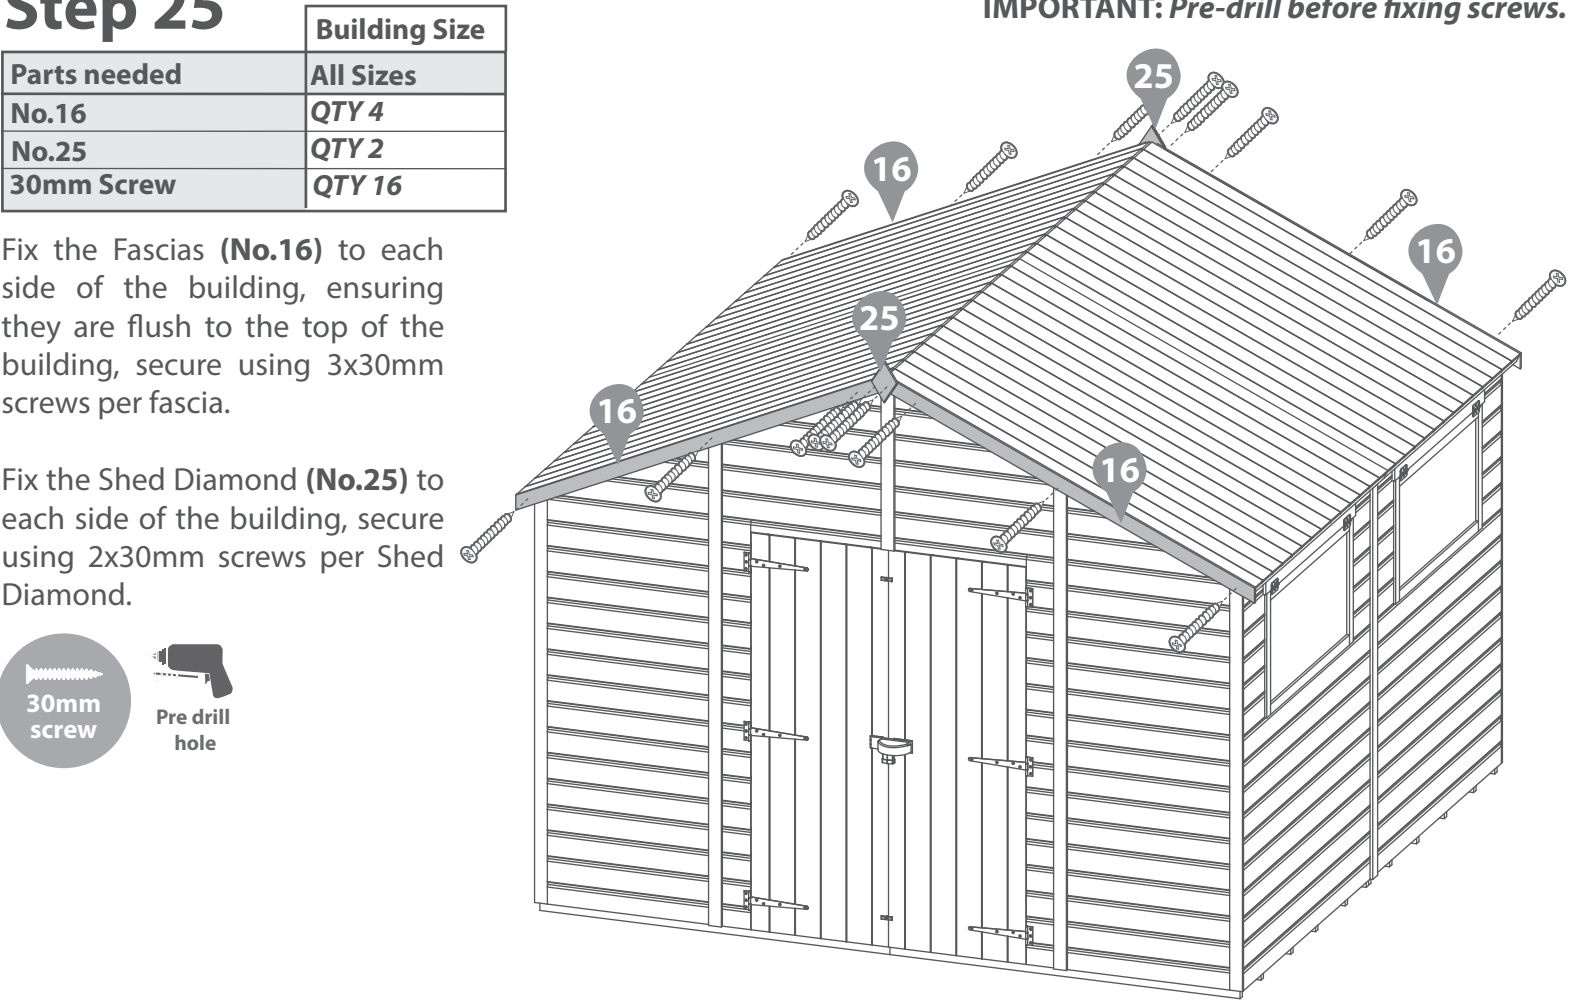 Step 25
IMPORTANT: Pre-drill before fixing screws.
Building Size
Parts needed All Sizes
No.16 QTY 4
No.25 QTY 2
30mm Screw QTY 16
Fix the Fascias (No.16) to each
side of the building, ensuring
they are flush to the top of the
building, secure using 3x30mm
screws per fascia.
Fix the Shed Diamond (No.25) to
each side of the building, secure
using 2x30mm screws per Shed
Diamond.
30mm
screw
Pre drill
hole
25
16
16
25
16
16